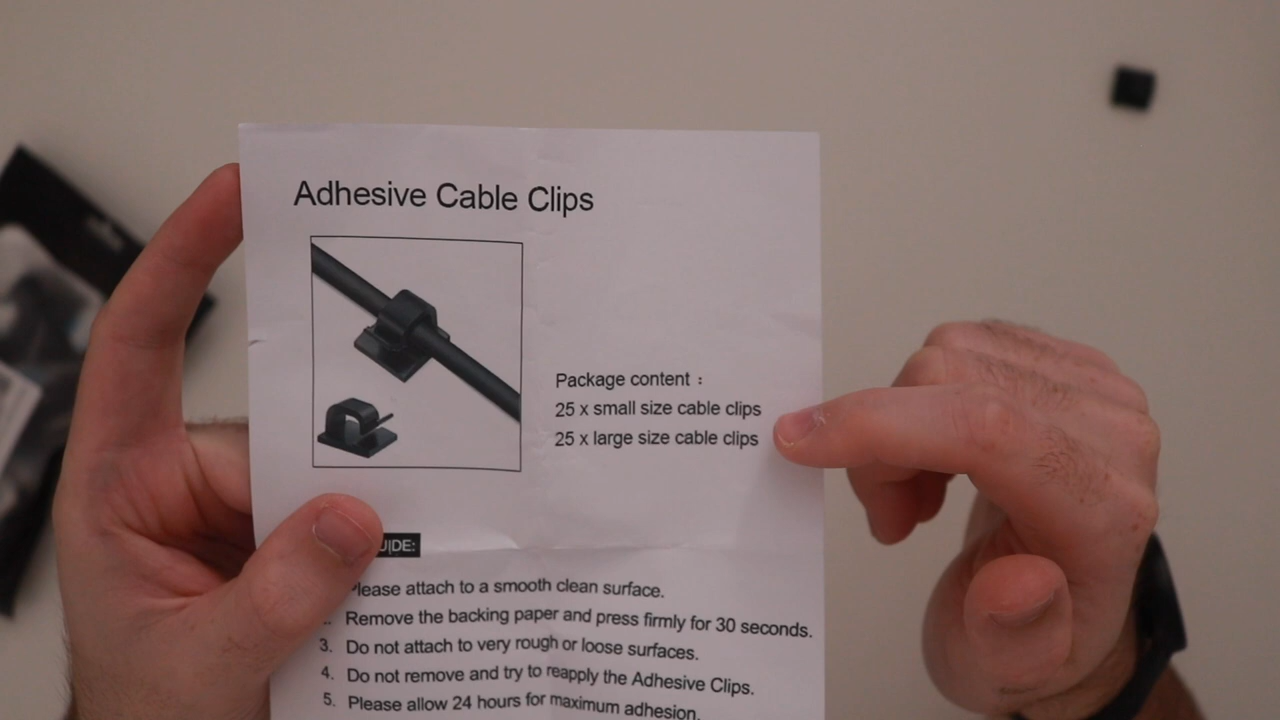 Adhesive Cable Clips
Package content :
25 x small size cable clips
25 x large size cable clips
Please attach to a smooth clean surface.
Remove the backing paper and press firmly for 30 seconds.
3. Do not attach to very rough or loose surfaces.
4. Do not remove and try to reapply the Adhesive Clips.
5. Please allow 24 hours for maximum adhesion.